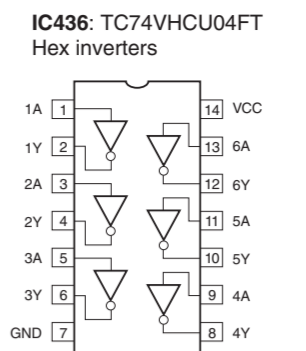 IC436: TC74VHCU04FT
Hex inverters
1A 1 14 VCC
1Y 2 13 6A
2A 3 12 6Y
2Y 4 11 5A
3A 5 10 5Y
3Y 6 9 4A
GND 7 8 4Y